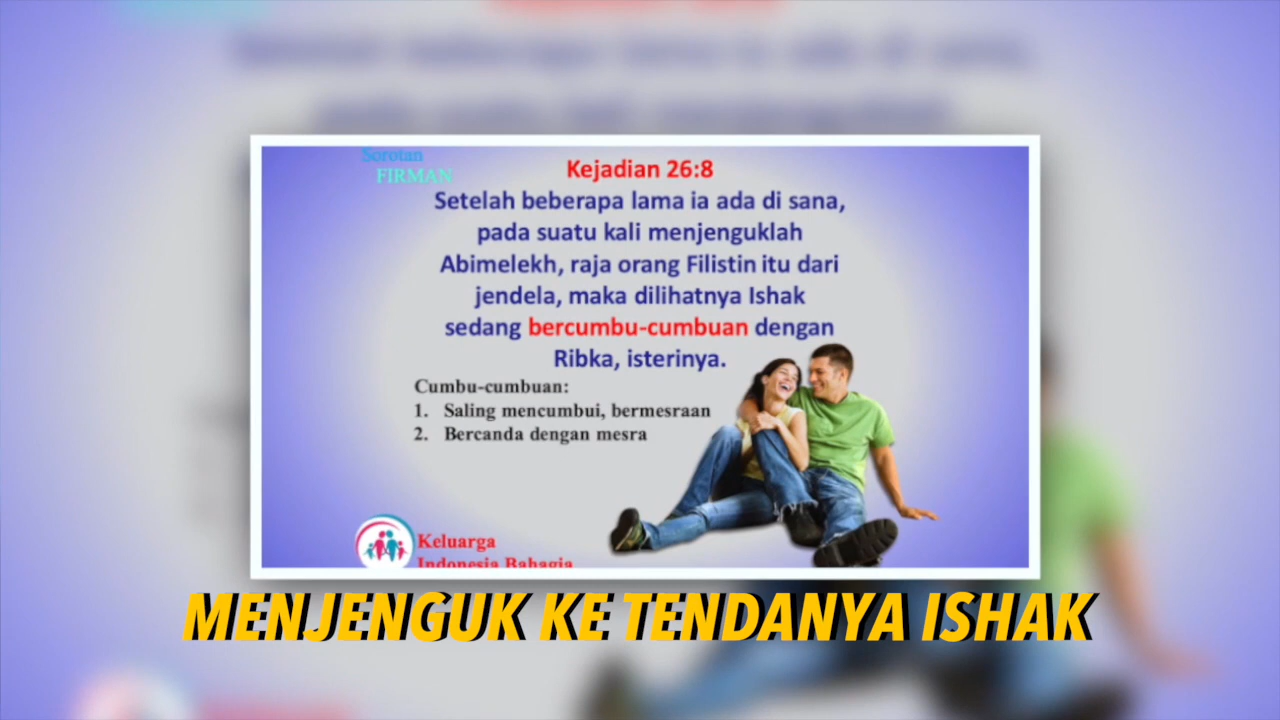 Sorotan
FIRMAN
Kejadian 26:8
Setelah beberapa lama ia ada di sana,
pada suatu kali menjenguklah
Abimelekh, raja orang Filistin itu dari
jendela, maka dilihatnya Ishak
sedang bercumbu-cumbuan dengan
Ribka, isterinya.
Cumbu-cumbuan:
1. Saling mencumbui, bermesraan
2. Bercanda dengan mesra
Keluarga
Indonesia Bahagia
MENJENGUK KE TENDANYA ISHAK